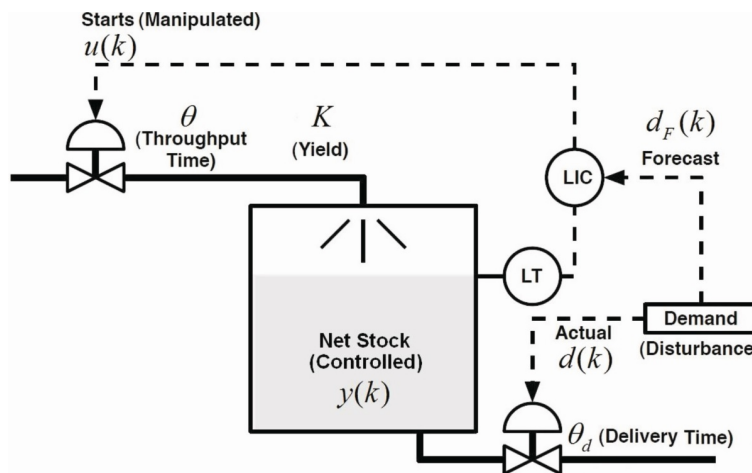 Starts (Manipulated)
u(k)
θ
(Throughput
Time)
K
(Yield)
d_F(k)
Forecast
LIC
LT
Demand
(Disturbance)
Actual
d(k)
Net Stock
(Controlled)
y(k)
θ_d (Delivery Time)